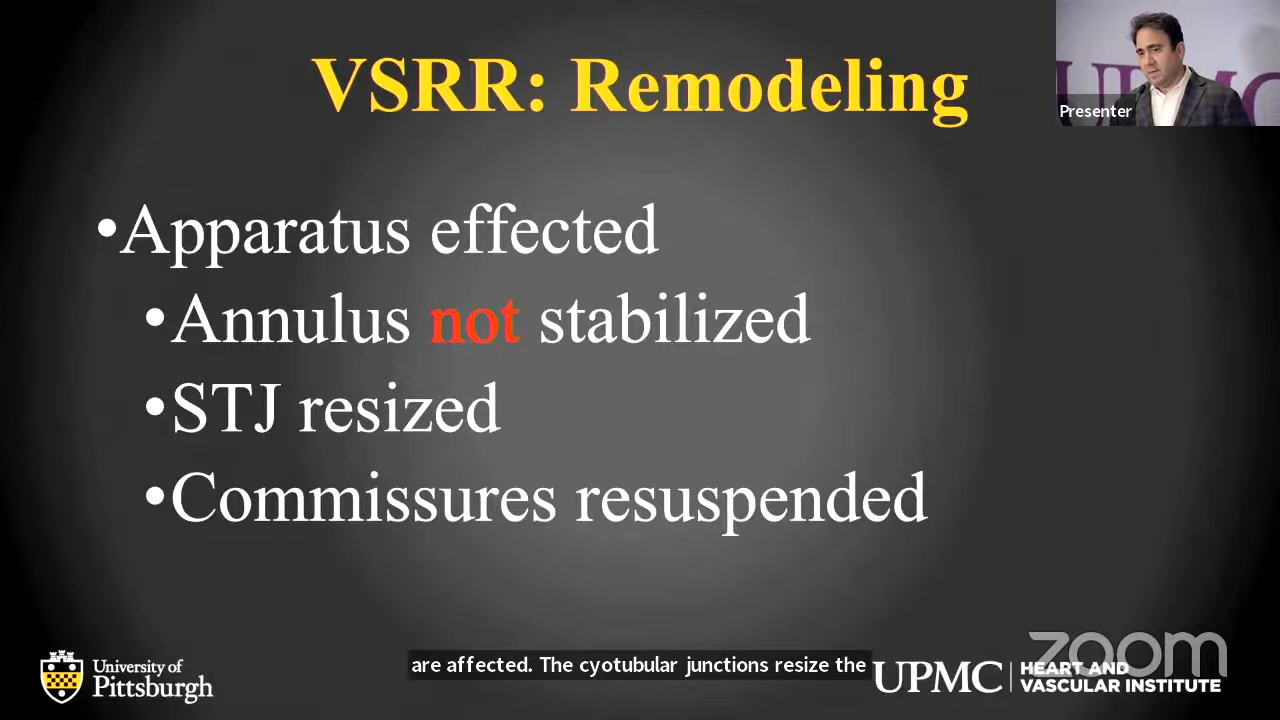 VSRR: Remodeling
UPMC
Presenter
•Apparatus effected
•Annulus not stabilized
•STJ resized
•Commissures resuspended
are affected. The cyotubular junctions resize the
zoom
University of
Pittsburgh
UPMC
HEART AND
VASCULAR INSTITUTE